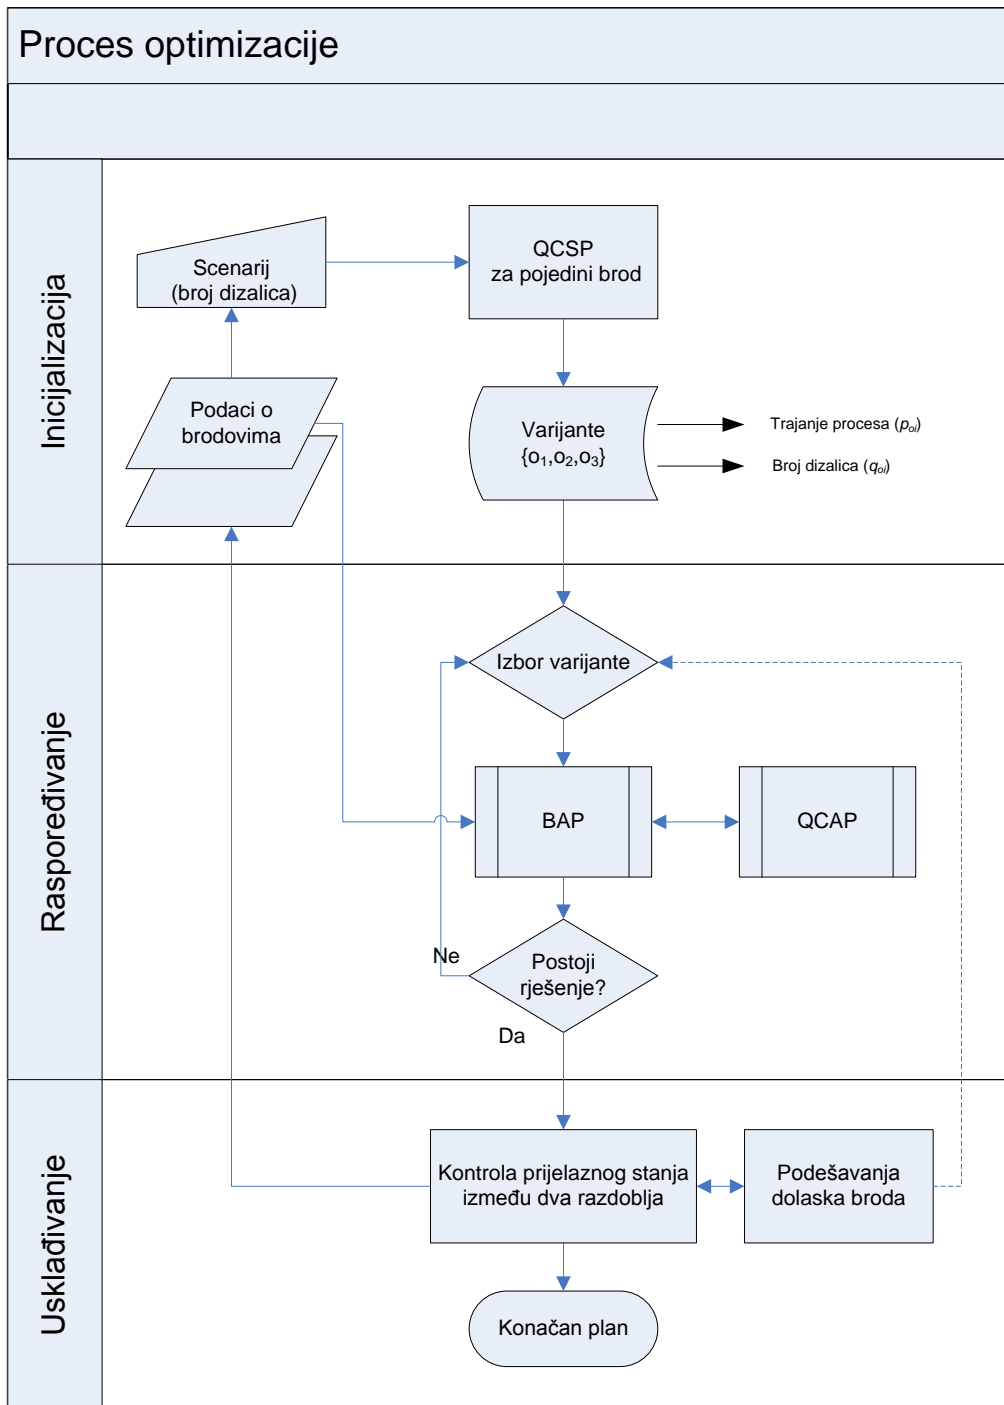 Proces optimizacije
Inicijalizacija
Scenarij
(broj dizalica)
QCSP
za pojedini brod
Podaci o
brodovima
Varijante
{o₁,o₂,o₃}
Trajanje procesa (pₒᵢ)
Broj dizalica (qₒᵢ)
Raspoređivanje
Izbor varijante
BAP
QCAP
Ne
Postoji
rješenje?
Da
Usklađivanje
Kontrola prijelaznog stanja
između dva razdoblja
Podešavanja
dolaska broda
Konačan plan